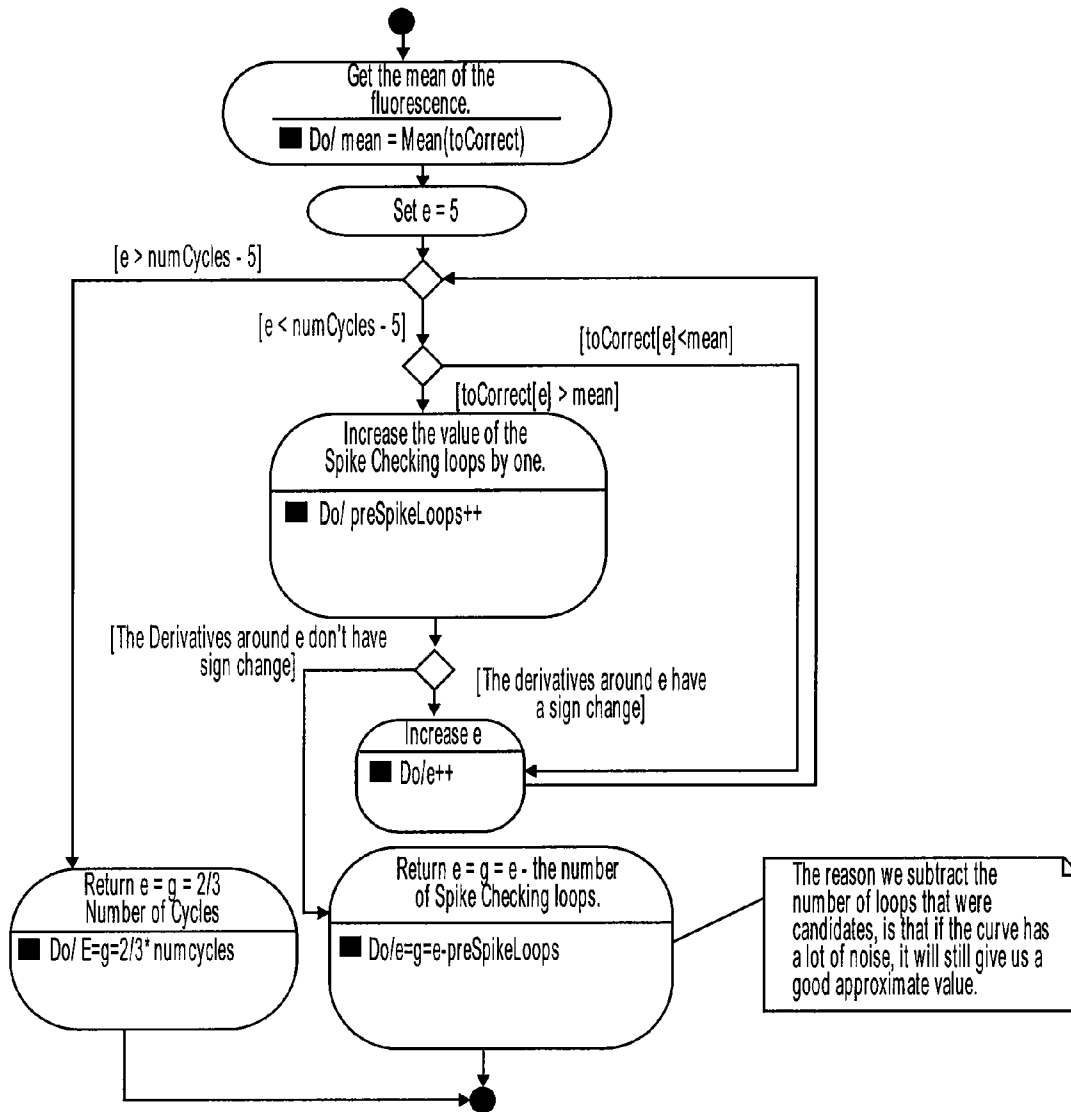 Get the mean of the
fluorescence.
Do/ mean = Mean(toCorrect)
Set e = 5
[e > numCycles - 5]
[e < numCycles - 5]
[toCorrect[e}<mean]
[toCorrect[e} > mean]
Increase the value of the
Spike Checking loops by one.
Do/ preSpikeLoops++
[The Derivatives around e don't have
sign change]
[The derivatives around e have
a sign change]
Increase e
Do/e++
Return e = g = 2/3
Number of Cycles
Do/ E=g=2/3* numcycles
Return e = g = e - the number
of Spike Checking loops.
Do/e=g=e-preSpikeLoops
The reason we subtract the
number of loops that were
candidates, is that if the curve has
a lot of noise, it will still give us a
good approximate value.